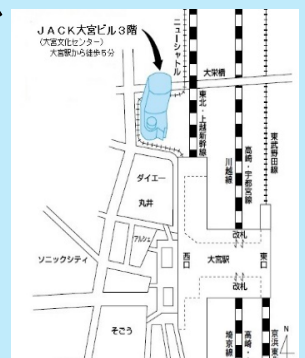 JACK大宮ビル3階
(大宮文化センター)
大宮駅から徒歩5分
ニューシャトル
大栄橋
東北・上越新幹線
川越線
高崎・宇都宮線
東武野田線
ダイエー
丸井
アルシェ
ソニックシティ
改札
西口
大宮駅
東口
改札
そごう
埼京線
高崎・
京浜東
N